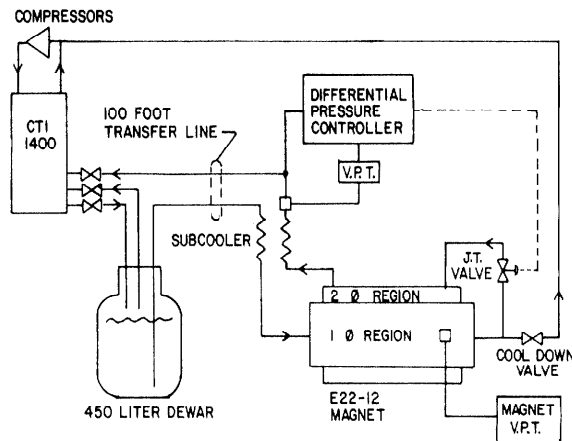 COMPRESSORS
CTI
1400
100 FOOT
TRANSFER LINE
DIFFERENTIAL
PRESSURE
CONTROLLER
V.P.T.
SUBCOOLER
J.T.
VALVE
2 Ø REGION
1 Ø REGION
COOL DOWN
VALVE
E22-12
MAGNET
450 LITER DEWAR
MAGNET
V.P.T.